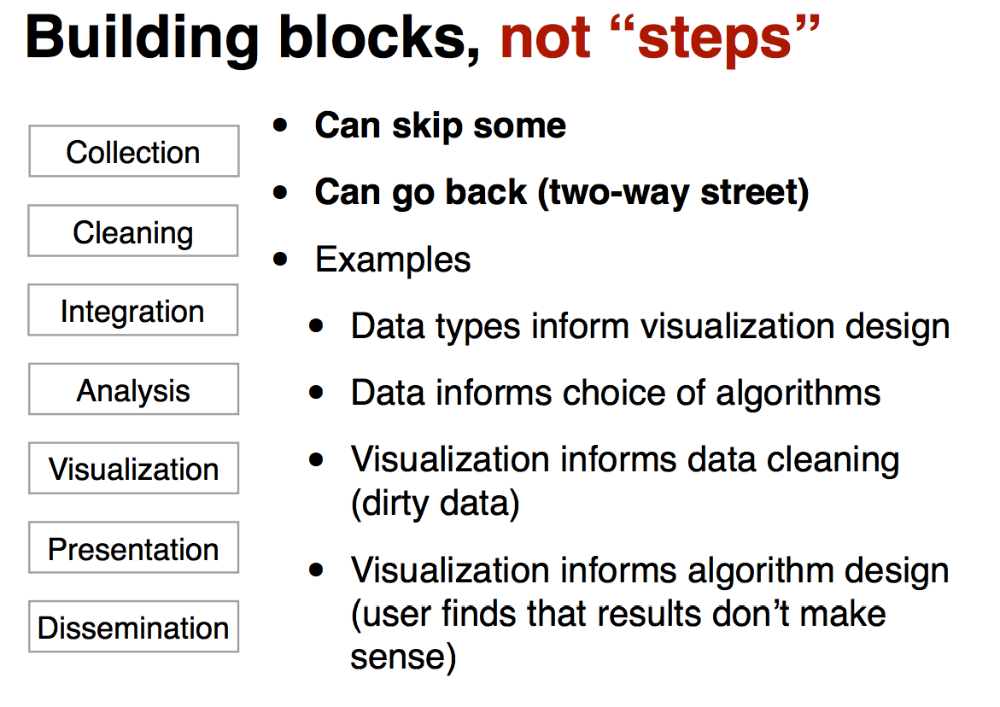 Building blocks, not “steps”
Collection
Cleaning
Integration
Analysis
Visualization
Presentation
Dissemination
• Can skip some
• Can go back (two-way street)
• Examples
• Data types inform visualization design
• Data informs choice of algorithms
• Visualization informs data cleaning
(dirty data)
• Visualization informs algorithm design
(user finds that results don’t make
sense)